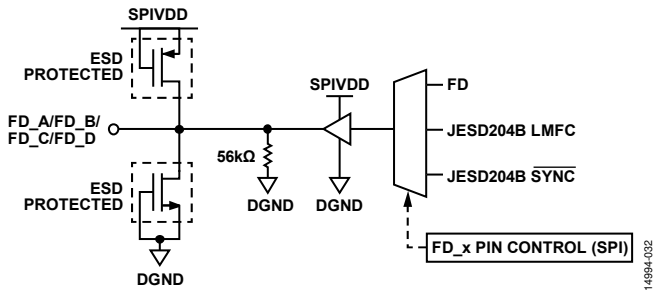 SPIVDD
ESD
PROTECTED
SPIVDD
FD
FD_A/FD_B/
FD_C/FD_D
JESD204B LMFC
56kΩ
ESD
PROTECTED
DGND
DGND
JESD204B SYNC
FD_x PIN CONTROL (SPI)
DGND
14994-032